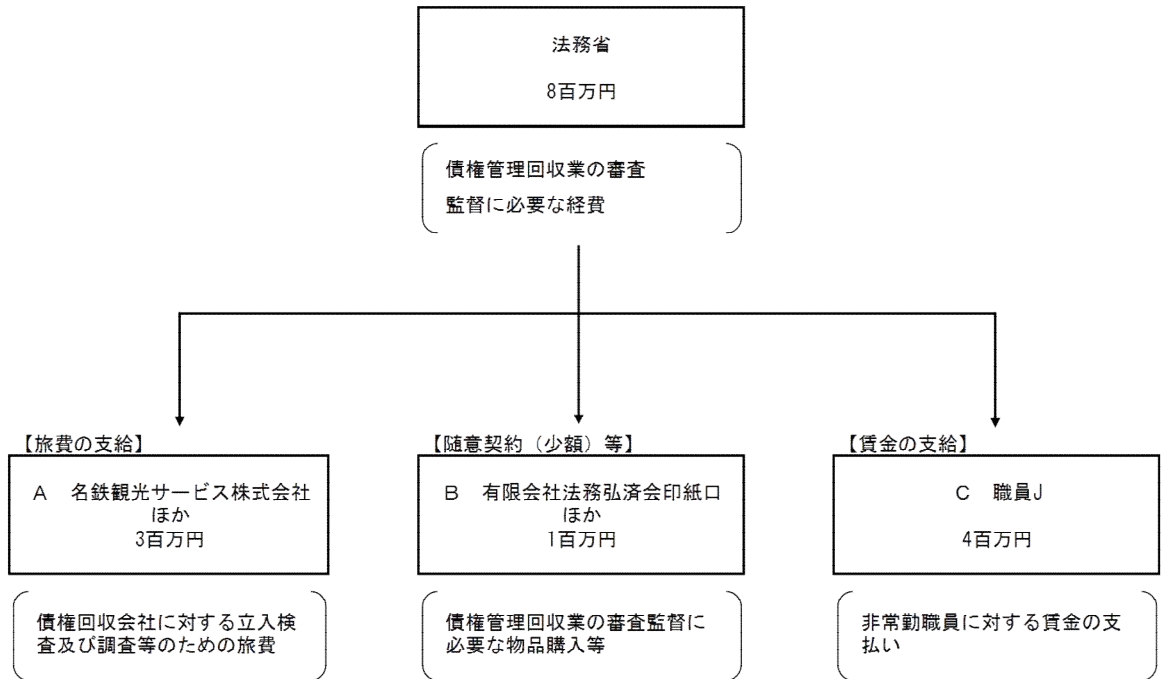 法務省
8百万円
債権管理回収業の審査
監督に必要な経費
【旅費の支給】
A 名鉄観光サービス株式会社
ほか
3百万円
債権回収会社に対する立入検
査及び調査等のための旅費
【随意契約（少額）等】
B 有限会社法務弘済会印紙口
ほか
1百万円
債権管理回収業の審査監督に
必要な物品購入等
【賃金の支給】
C 職員J
4百万円
非常勤職員に対する賃金の支
払い